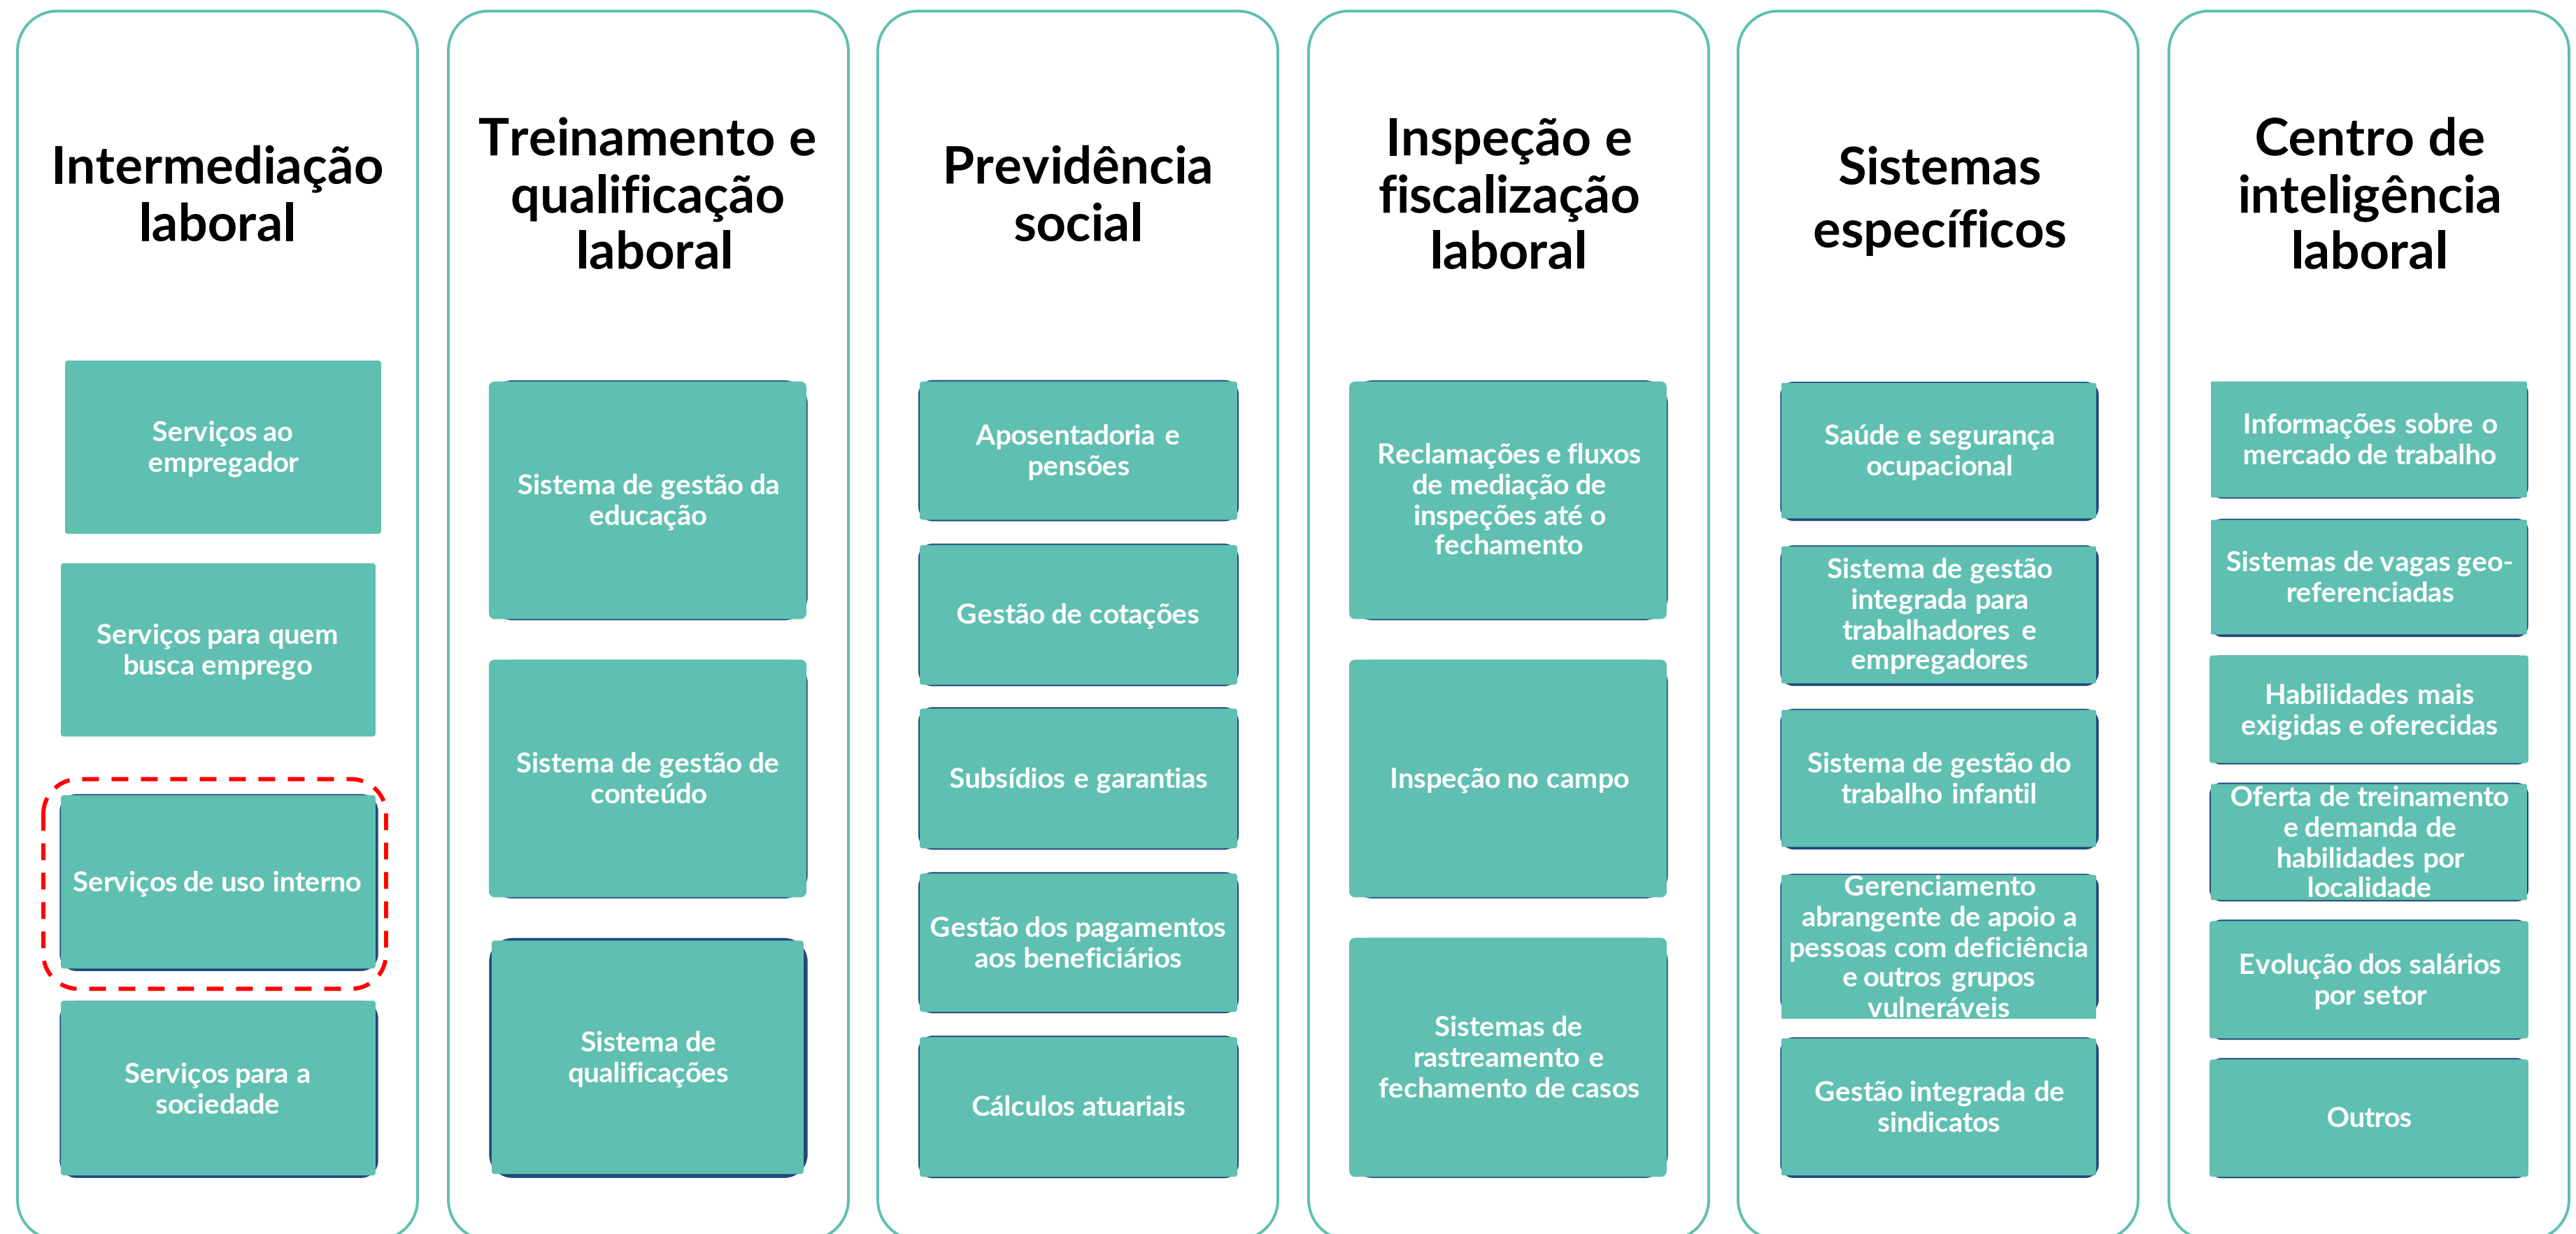 Intermediação
laboral
Serviços ao
empregador
Serviços para quem
busca emprego
Serviços de uso interno
Serviços para a
sociedade
Treinamento e
qualificação
laboral
Sistema de gestão da
educação
Sistema de gestão de
conteúdo
Sistema de
qualificações
Previdência
social
Aposentadoria e
pensões
Gestão de cotações
Subsídios e garantias
Gestão dos pagamentos
aos beneficiários
Cálculos atuariais
Inspeção e
fiscalização
laboral
Reclamações e fluxos
de mediação de
inspeções até o
fechamento
Inspeção no campo
Sistemas de
rastreamento e
fechamento de casos
Sistemas
específicos
Saúde e segurança
ocupacional
Sistema de gestão
integrada para
trabalhadores e
empregadores
Sistema de gestão do
trabalho infantil
Gerenciamento
abrangente de apoio a
pessoas com deficiência
e outros grupos
vulneráveis
Gestão integrada de
sindicatos
Centro de
inteligência
laboral
Informações sobre o
mercado de trabalho
Sistemas de vagas geo-
referenciadas
Habilidades mais
exigidas e oferecidas
Oferta de treinamento
e demanda de
habilidades por
localidade
Evolução dos salários
por setor
Outros